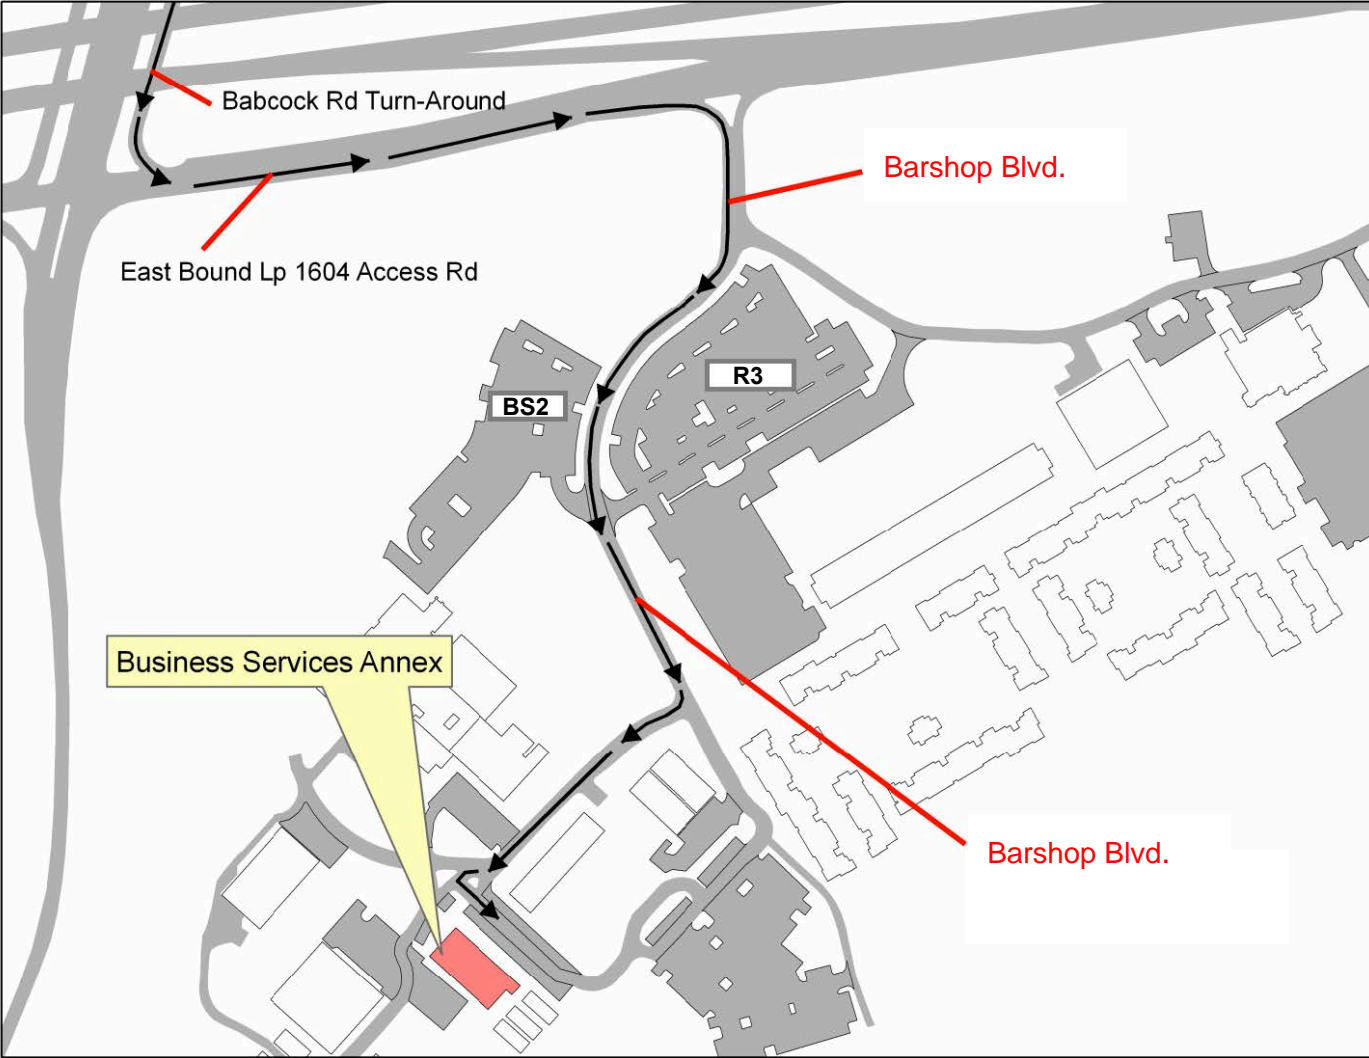 Babcock Rd Turn-Around
Barshop Blvd.
East Bound Lp 1604 Access Rd
R3
BS2
Business Services Annex
Barshop Blvd.